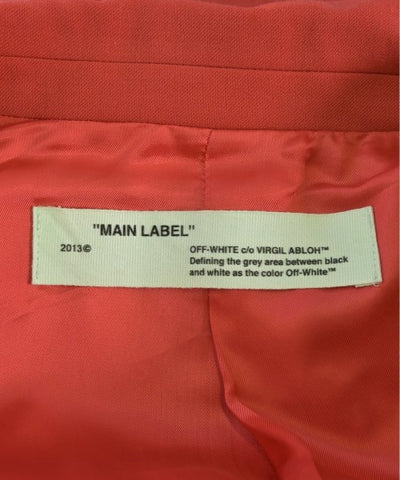 "MAIN LABEL"
2013© OFF-WHITE c/o VIRGIL ABLOH™
Defining the grey area between black
and white as the color Off-White™